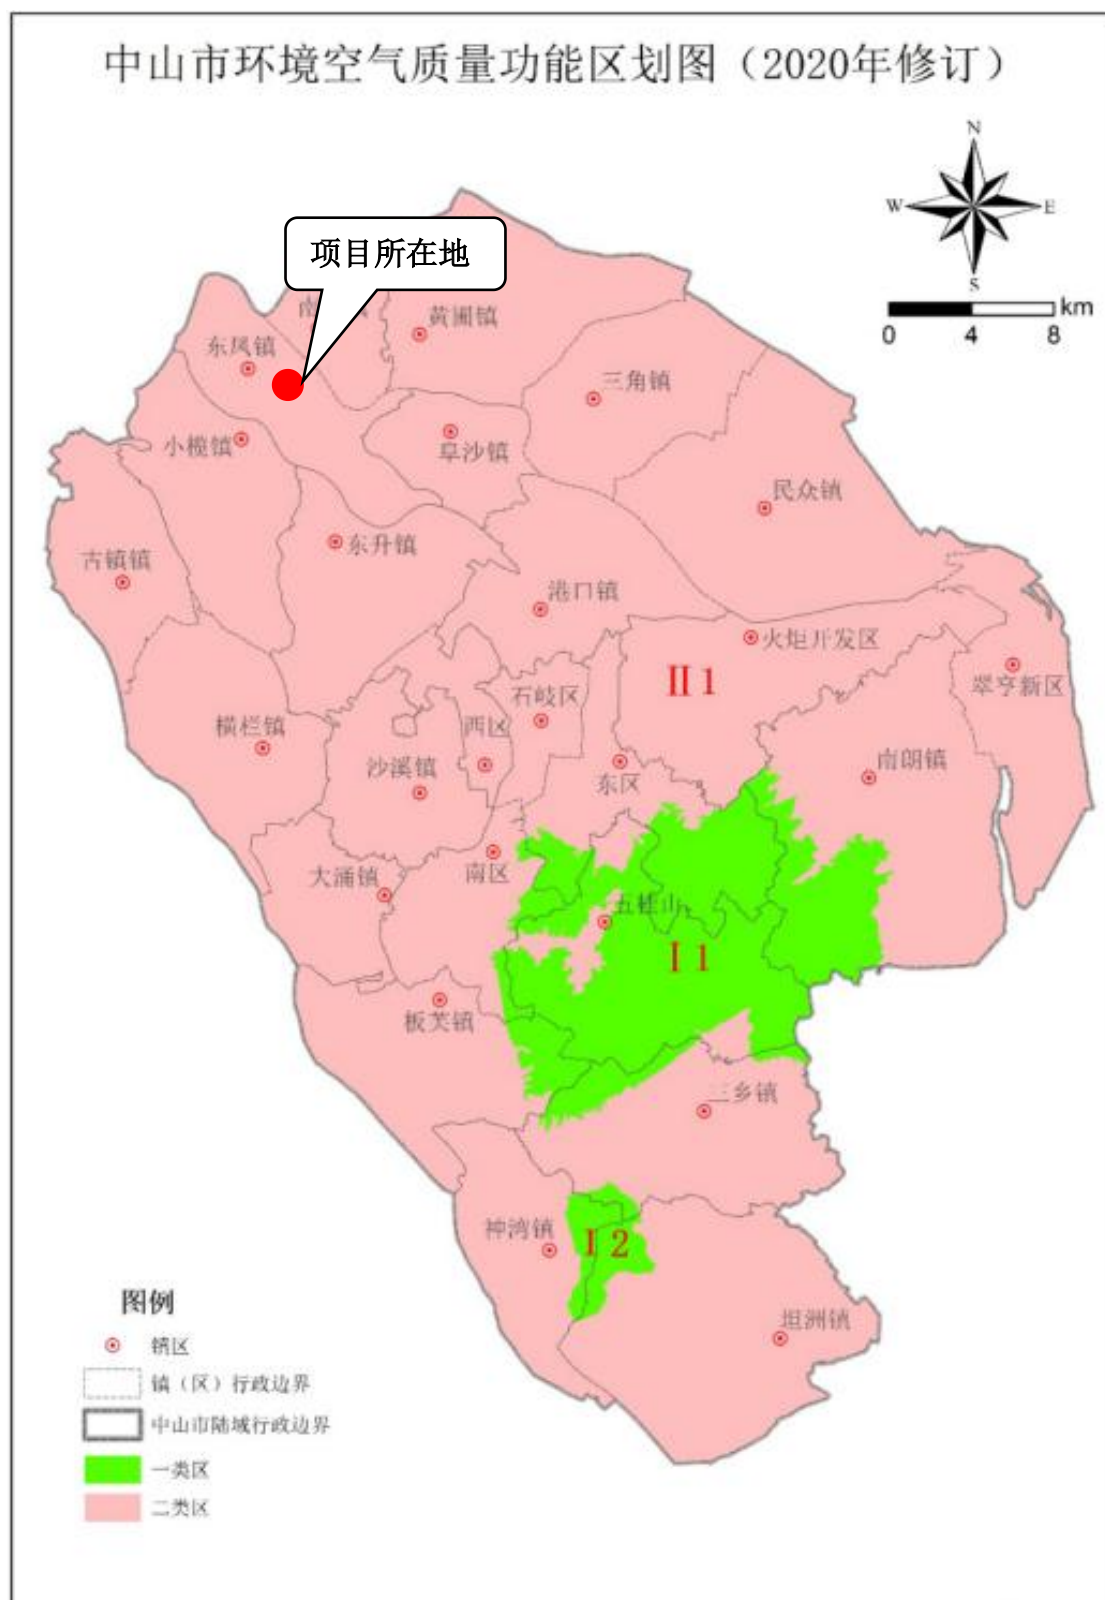 中山市环境空气质量功能区划图（2020年修订）
N
W
E
S
km
0
4
8
项目所在地
南
黄圃镇
东凤镇
三角镇
小榄镇
阜沙镇
民众镇
东升镇
古镇镇
港口镇
火炬开发区
II 1
翠亨新区
石岐区
横栏镇
西区
沙溪镇
东区
南朗镇
大涌镇
南区
五桂山
I 1
板芙镇
三乡镇
神湾镇
I 2
坦洲镇
图例
镇区
镇（区）行政边界
中山市陆域行政边界
一类区
二类区